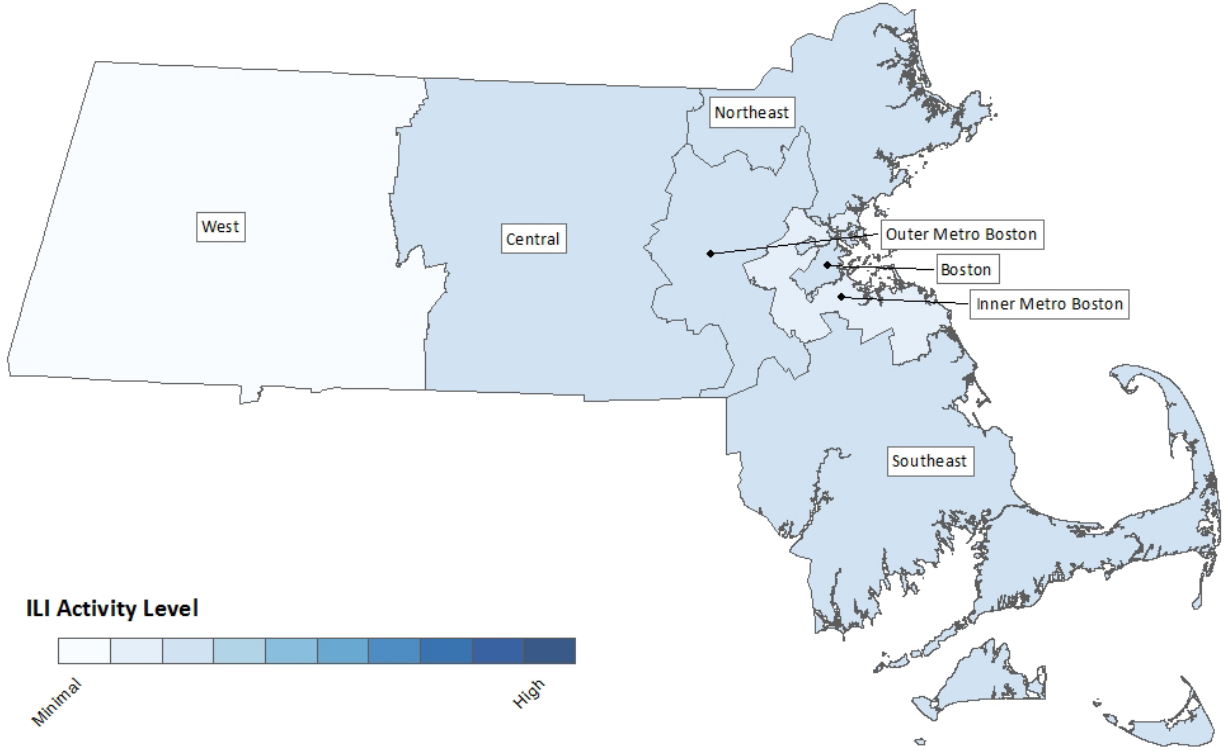 Northeast
West
Central
Outer Metro Boston
Boston
Inner Metro Boston
Southeast
ILI Activity Level
Minimal
High